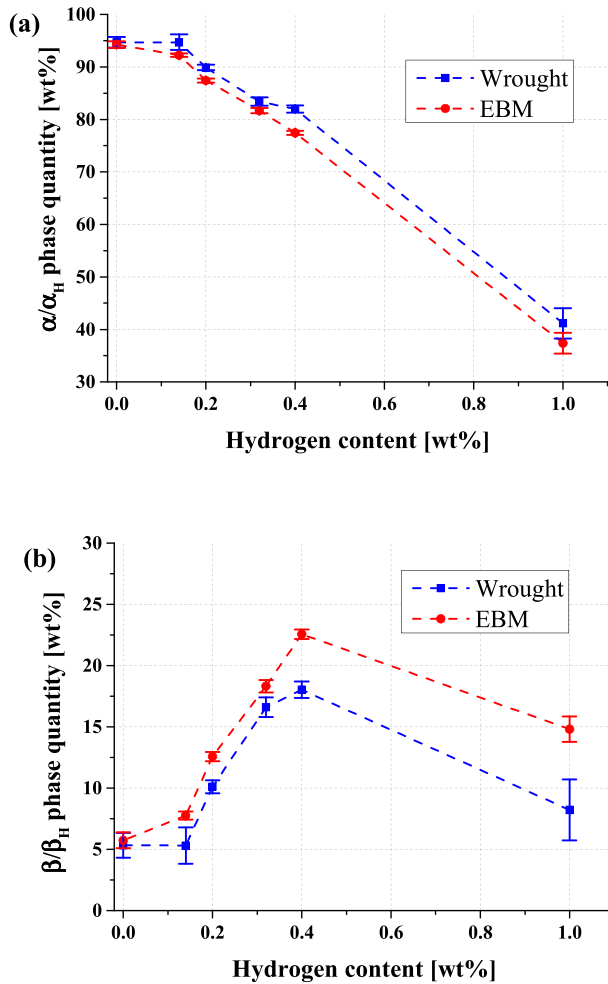 (a)
α/α_H phase quantity [wt%]
100
90
80
70
60
50
40
30
Wrought
EBM
0.0 0.2 0.4 0.6 0.8 1.0
Hydrogen content [wt%]
(b)
β/β_H phase quantity [wt%]
30
25
20
15
10
5
0
Wrought
EBM
0.0 0.2 0.4 0.6 0.8 1.0
Hydrogen content [wt%]